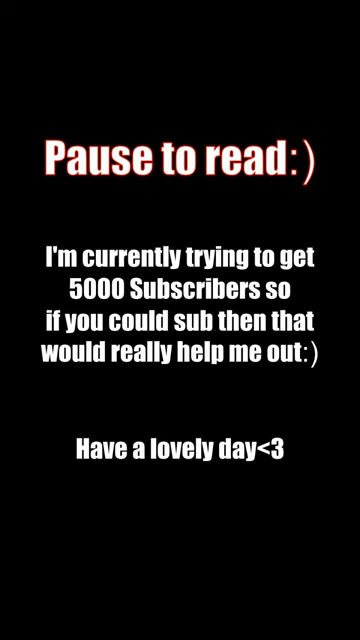 Pause to read:)
I'm currently trying to get
5000 Subscribers so
if you could sub then that
would really help me out:)
Have a lovely day<3